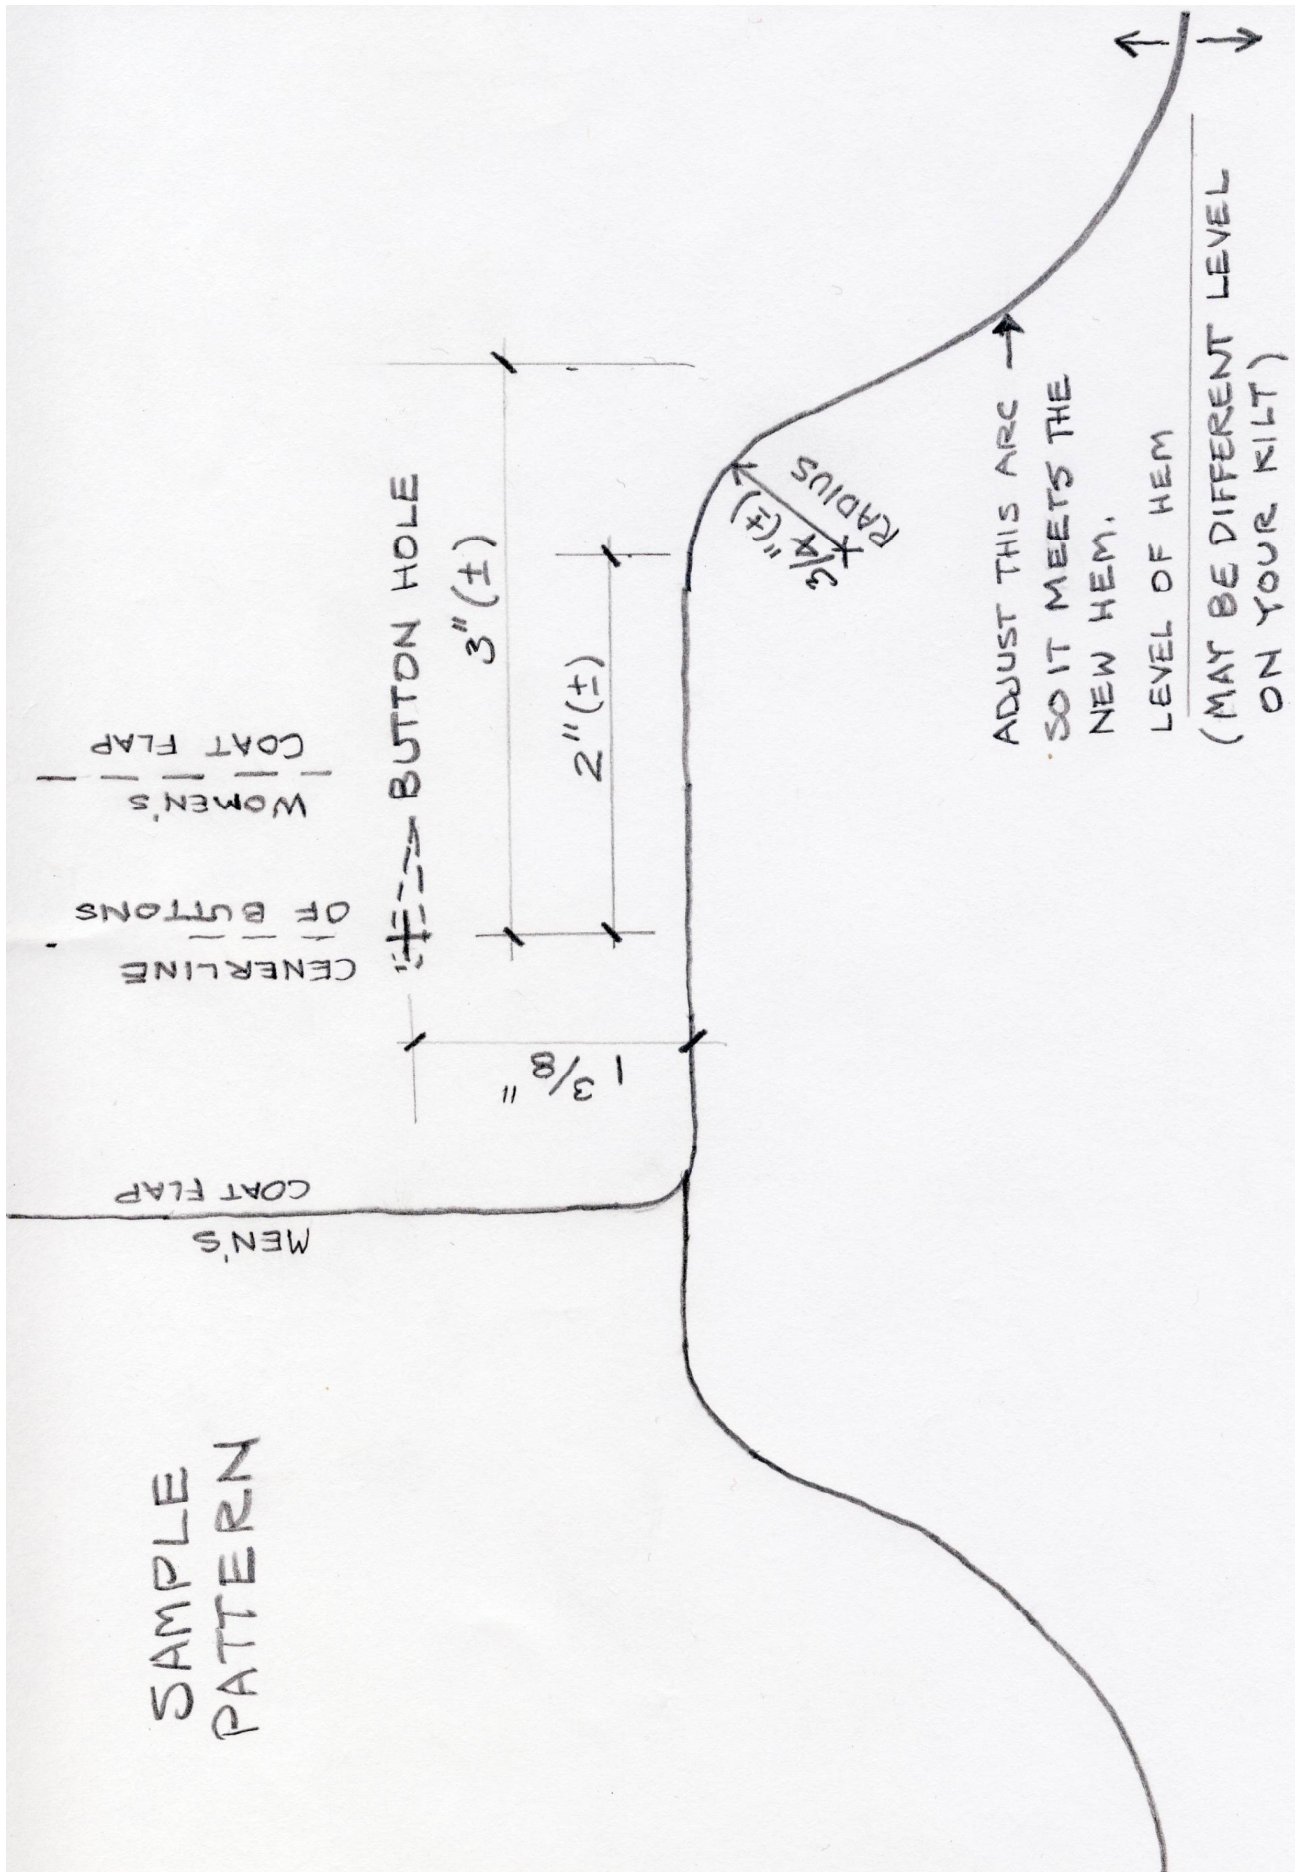 SAMPLE
PATTERN
MEN'S
COAT FLAP
CENERLINE
OF BUTTONS
WOMEN'S
COAT FLAP
BUTTON HOLE
1 3/8"
3"(±)
2"(±)
3/4"(±)
RADIUS
ADJUST THIS ARC
SO IT MEETS THE
NEW HEM.
LEVEL OF HEM
(MAY BE DIFFERENT LEVEL
ON YOUR KILT)